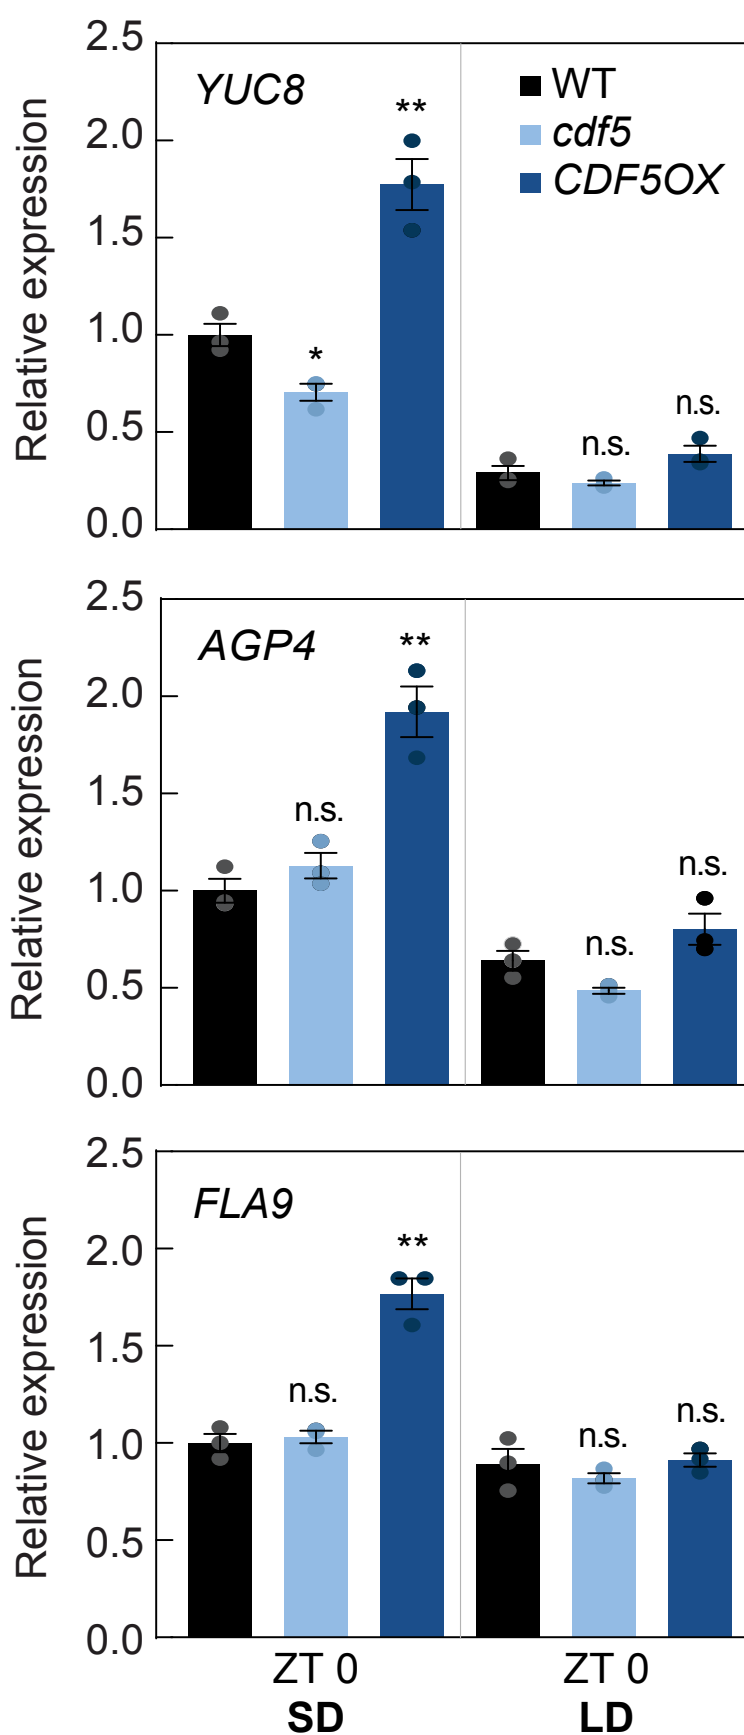 Relative expression
2.5
2.0
1.5
1.0
0.5
0.0
YUC8
WT
cdf5
CDF5OX
*
**
n.s.
n.s.
Relative expression
2.5
2.0
1.5
1.0
0.5
0.0
AGP4
n.s.
**
n.s.
n.s.
Relative expression
2.5
2.0
1.5
1.0
0.5
0.0
FLA9
n.s.
**
n.s.
n.s.
ZT 0
SD
ZT 0
LD